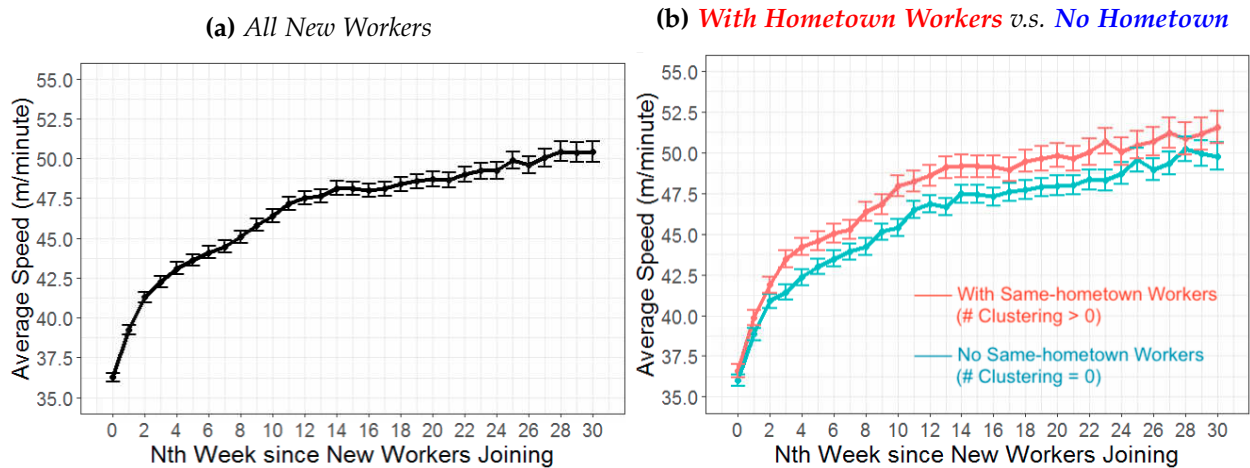 (a) All New Workers
55.0
52.5
50.0
47.5
45.0
42.5
40.0
37.5
35.0
Average Speed (m/minute)
0 2 4 6 8 10 12 14 16 18 20 22 24 26 28 30
Nth Week since New Workers Joining
(b) With Hometown Workers v.s. No Hometown
55.0
52.5
50.0
47.5
45.0
42.5
40.0
37.5
35.0
Average Speed (m/minute)
With Same-hometown Workers
(# Clustering > 0)
No Same-hometown Workers
(# Clustering = 0)
0 2 4 6 8 10 12 14 16 18 20 22 24 26 28 30
Nth Week since New Workers Joining